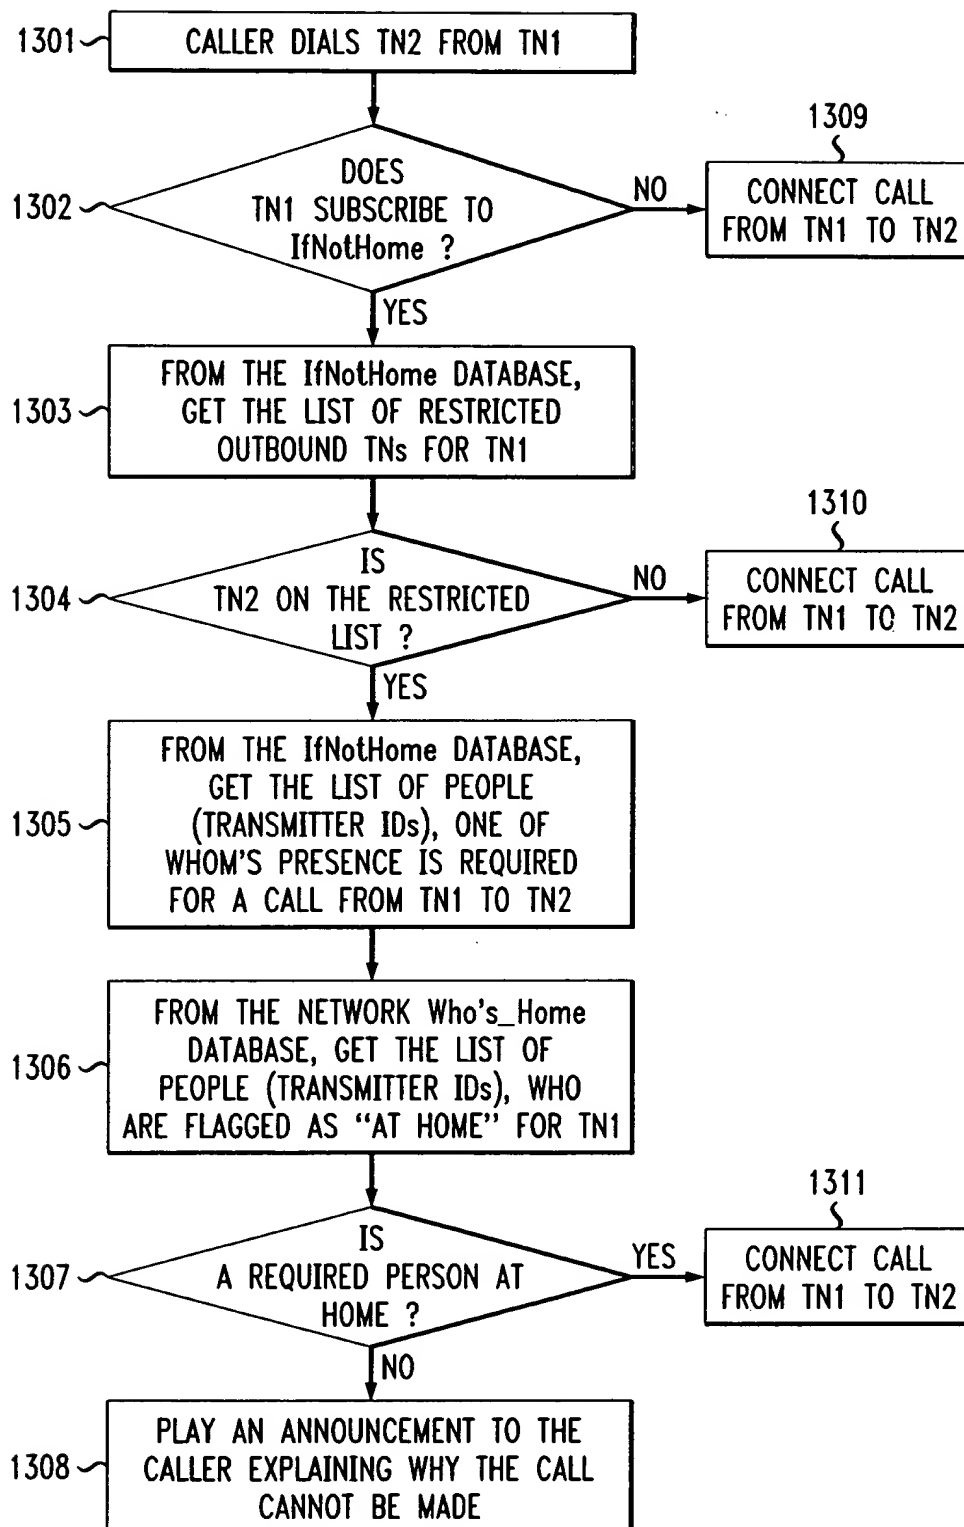 1301
CALLER DIALS TN2 FROM TN1
1309
1302
DOES
TN1 SUBSCRIBE TO
IfNotHome ?
NO
CONNECT CALL
FROM TN1 TO TN2
YES
1303
FROM THE IfNotHome DATABASE,
GET THE LIST OF RESTRICTED
OUTBOUND TNs FOR TN1
1310
1304
IS
TN2 ON THE RESTRICTED
LIST ?
NO
CONNECT CALL
FROM TN1 TO TN2
YES
1305
FROM THE IfNotHome DATABASE,
GET THE LIST OF PEOPLE
(TRANSMITTER IDs), ONE OF
WHOM'S PRESENCE IS REQUIRED
FOR A CALL FROM TN1 TO TN2
1306
FROM THE NETWORK Who's_Home
DATABASE, GET THE LIST OF
PEOPLE (TRANSMITTER IDs), WHO
ARE FLAGGED AS “AT HOME” FOR TN1
1311
1307
IS
A REQUIRED PERSON AT
HOME ?
YES
CONNECT CALL
FROM TN1 TO TN2
NO
1308
PLAY AN ANNOUNCEMENT TO THE
CALLER EXPLAINING WHY THE CALL
CANNOT BE MADE